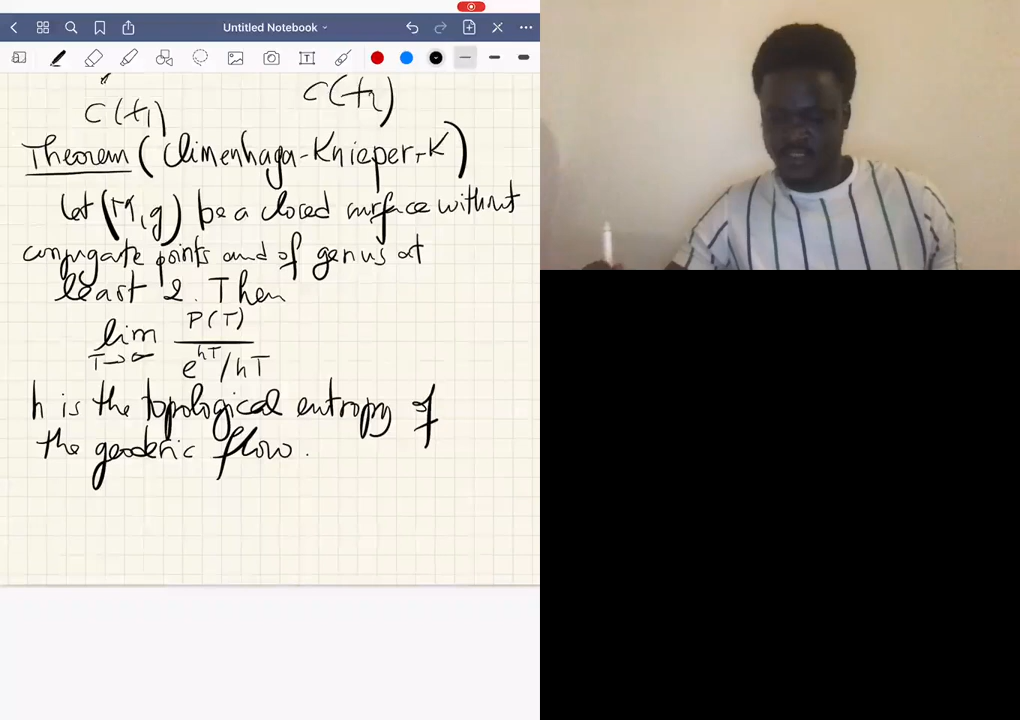 Untitled Notebook
T
c(t1) c(t2)
Theorem (Climenhaga-Knieper-K)
Let (M,g) be a closed surface without
conjugate points and of genus at
least 2. Then
lim T→∞ P(T) / e^hT/hT
h is the topological entropy of
the geodesic flow.